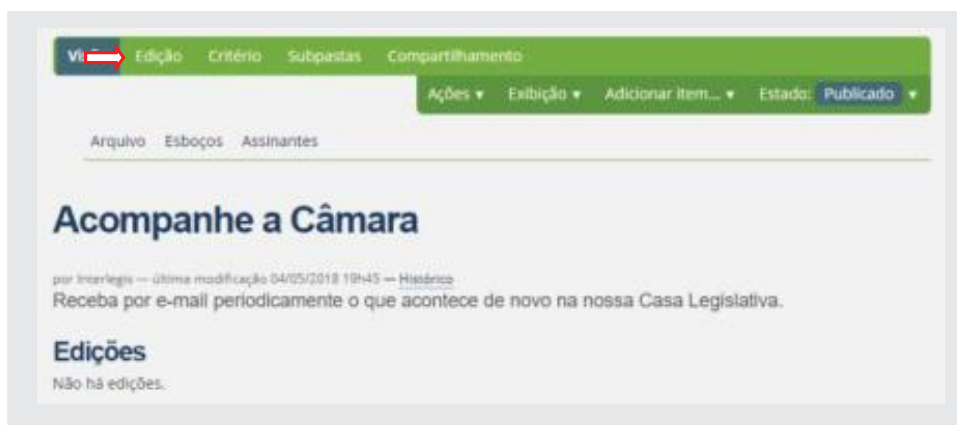 Edição Critério Subpastas Compartilhamento
Ações ▾ Exibição ▾ Adicionar item... ▾ Estado: Publicado ▾
Arquivo Esboços Assinantes
Acompanhe a Câmara
por Interlegis — última modificação 04/05/2018 19h45 — Histórico
Receba por e-mail periodicamente o que acontece de novo na nossa Casa Legislativa.
Edições
Não há edições.